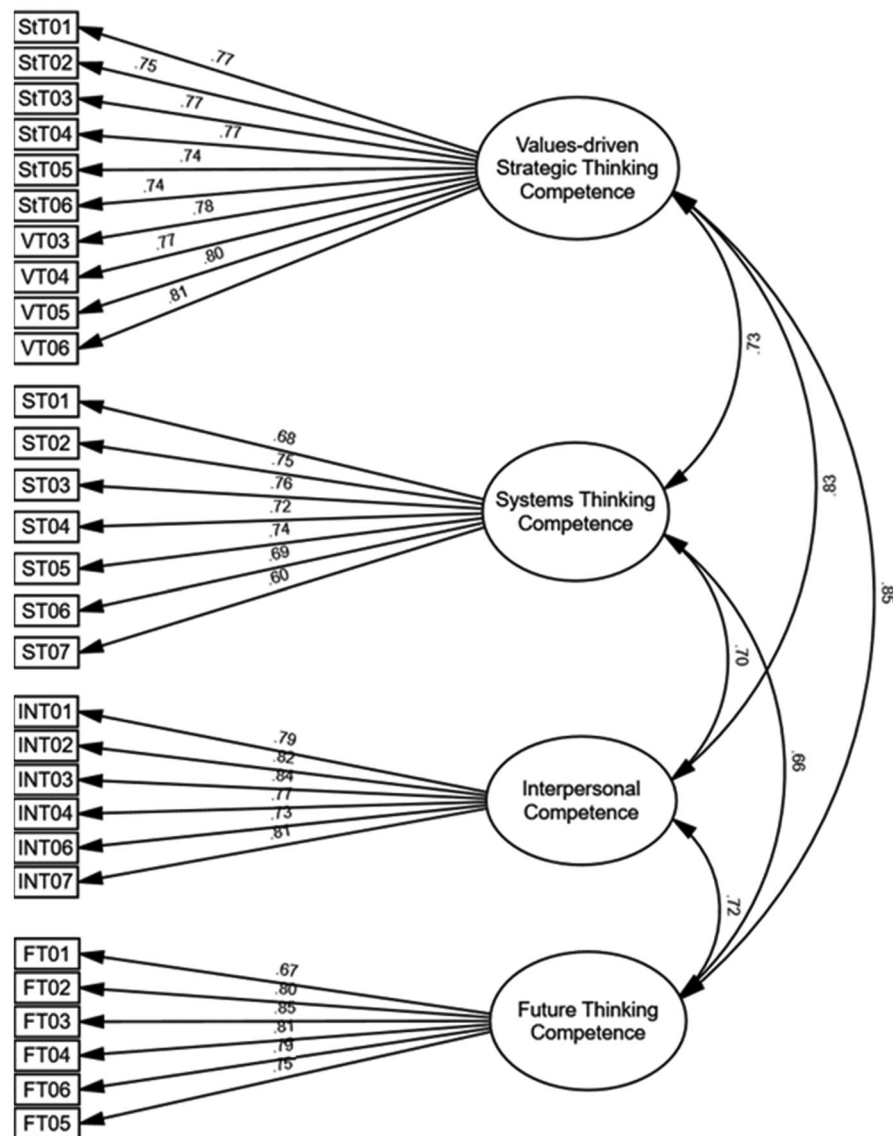 StT01
StT02
StT03
StT04
StT05
StT06
VT03
VT04
VT05
VT06
.77
.75
.77
.77
.74
.74
.78
.77
.80
.81
Values-driven
Strategic Thinking
Competence
ST01
ST02
ST03
ST04
ST05
ST06
ST07
.68
.75
.76
.72
.74
.69
.60
Systems Thinking
Competence
INT01
INT02
INT03
INT04
INT06
INT07
.79
.82
.84
.77
.73
.81
Interpersonal
Competence
FT01
FT02
FT03
FT04
FT06
FT05
.67
.80
.85
.81
.79
.75
Future Thinking
Competence
.73
.83
.85
.70
.66
.72